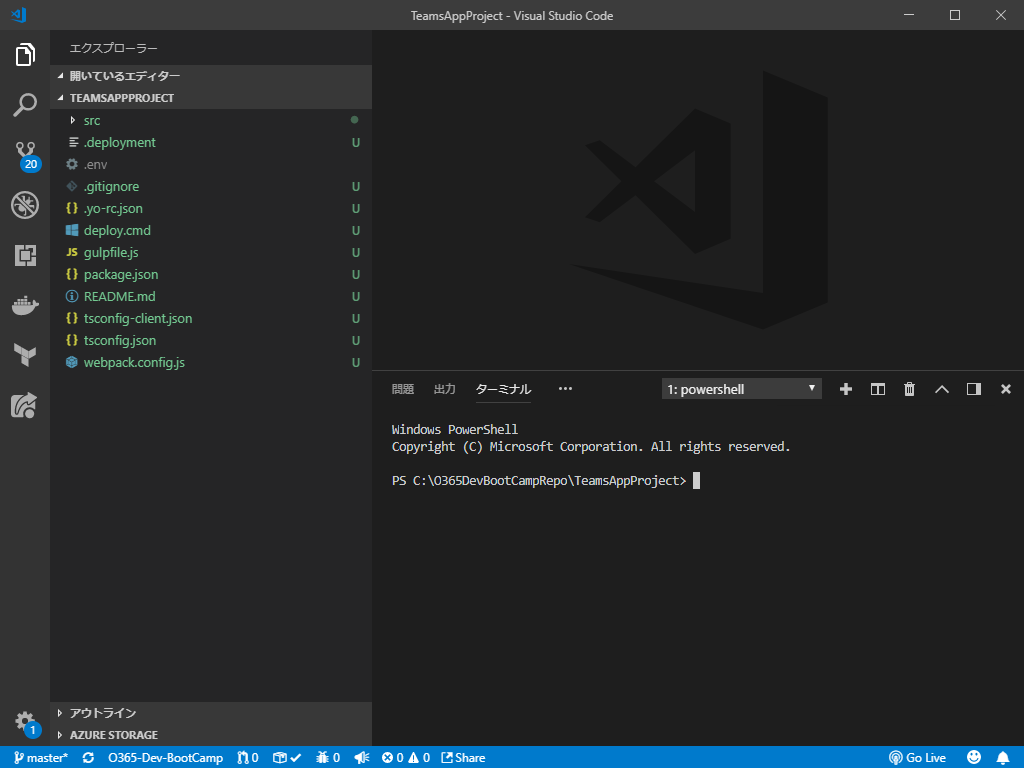 TeamsAppProject - Visual Studio Code
エクスプローラー
開いているエディター
TEAMSAPPPROJECT
src
.deployment U
.env
.gitignore U
{} .yo-rc.json U
deploy.cmd U
JS gulpfile.js U
{} package.json U
README.md U
{} tsconfig-client.json U
{} tsconfig.json U
webpack.config.js U
20
1
アウトライン
AZURE STORAGE
問題 出力 ターミナル ... 1: powershell
Windows PowerShell
Copyright (C) Microsoft Corporation. All rights reserved.
PS C:\O365DevBootCampRepo\TeamsAppProject>
master* O365-Dev-BootCamp 0 0 0 0 Share Go Live